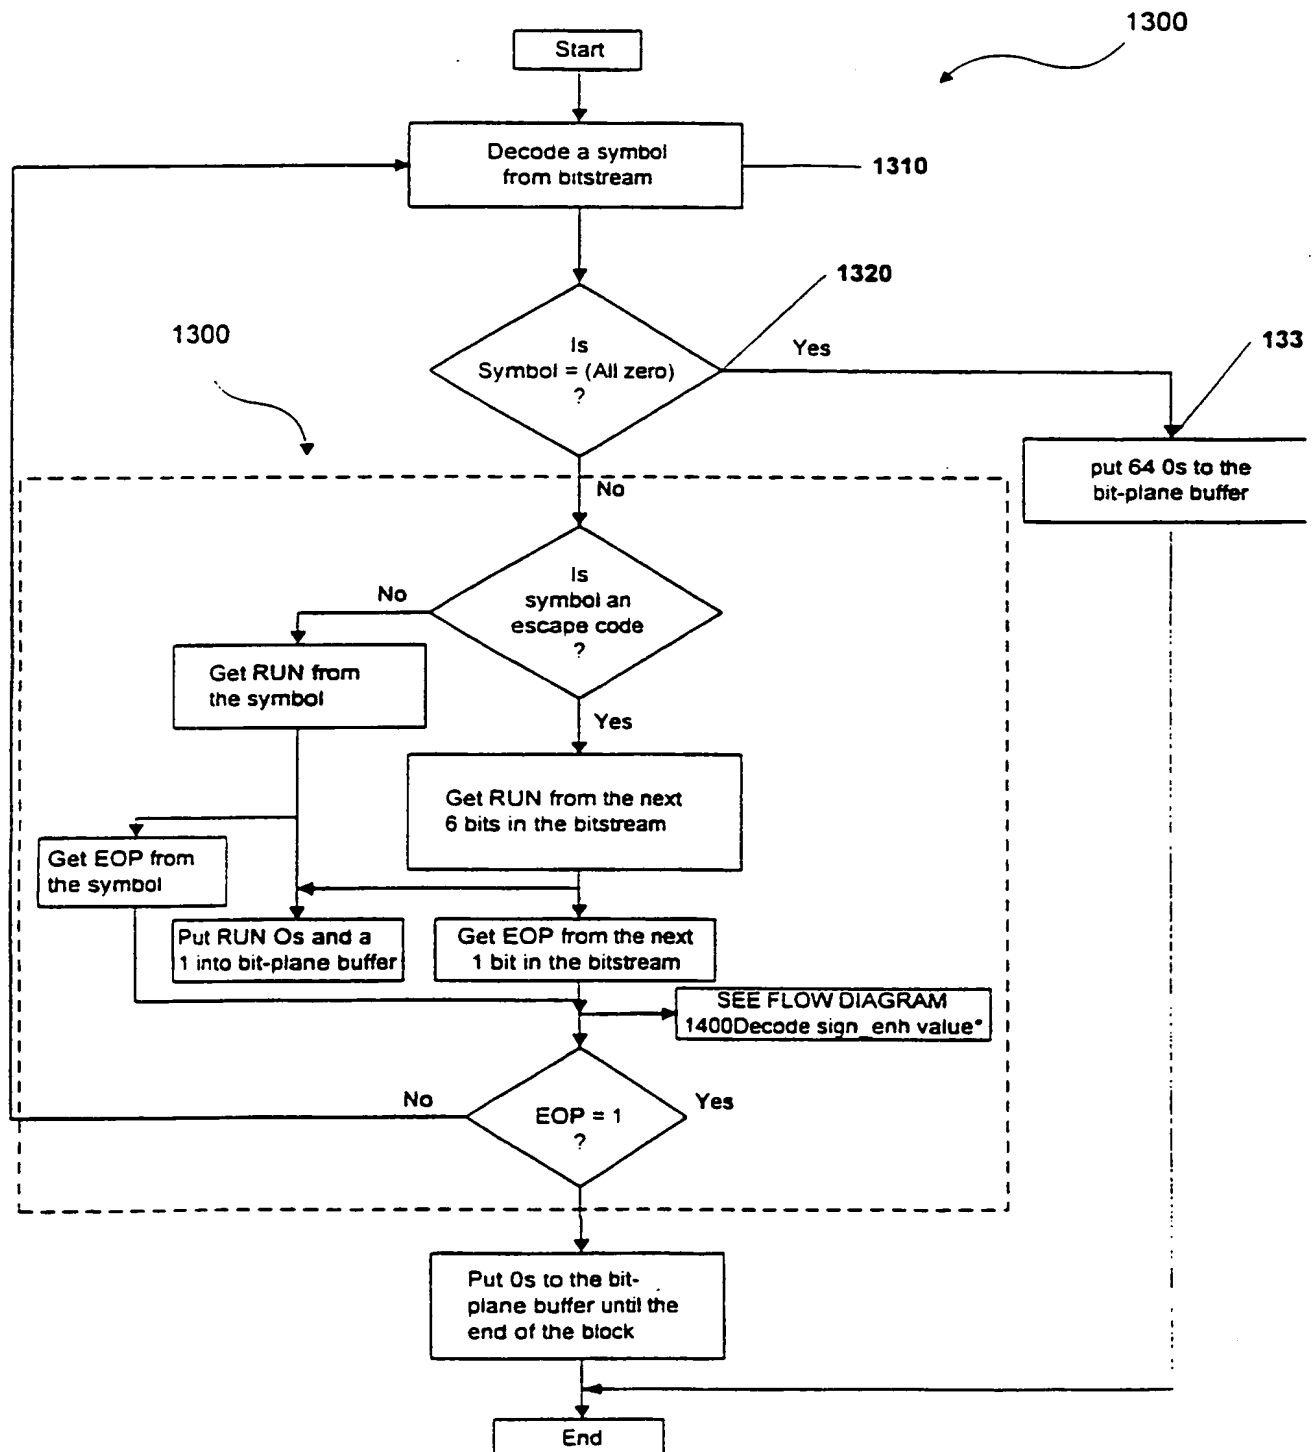 1300
Start
Decode a symbol
from bitstream
1310
1320
1300
Is
Symbol = (All zero)
?
Yes
133
put 64 0s to the
bit-plane buffer
No
Is
symbol an
escape code
?
No
Get RUN from
the symbol
Yes
Get RUN from the next
6 bits in the bitstream
Get EOP from
the symbol
Put RUN Os and a
1 into bit-plane buffer
Get EOP from the next
1 bit in the bitstream
SEE FLOW DIAGRAM
1400Decode sign_enh value*
No
Yes
EOP = 1
?
Put 0s to the bit-
plane buffer until the
end of the block
End